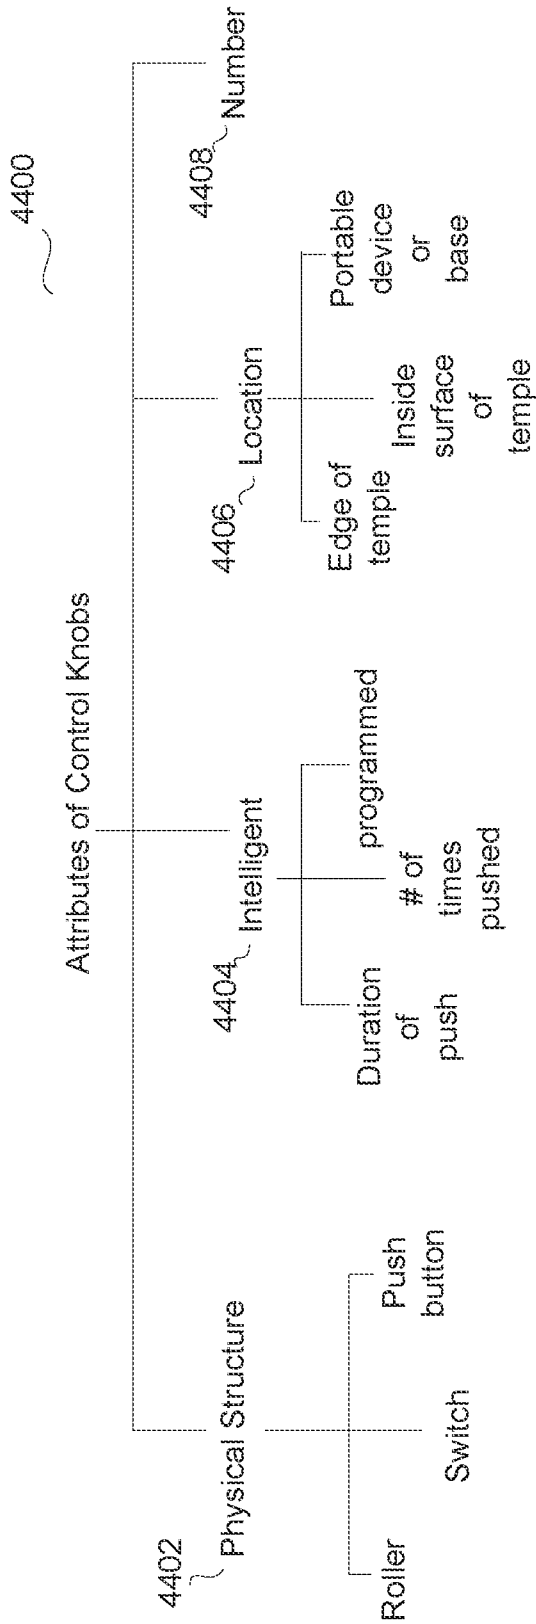 4400
Attributes of Control Knobs
4402
Physical Structure
4404
Intelligent
4406
Location
4408
Number
Roller
Switch
Push
button
Duration
of
push
# of
times
pushed
programmed
Edge of
temple
Inside
surface
of
temple
Portable
device
or
base